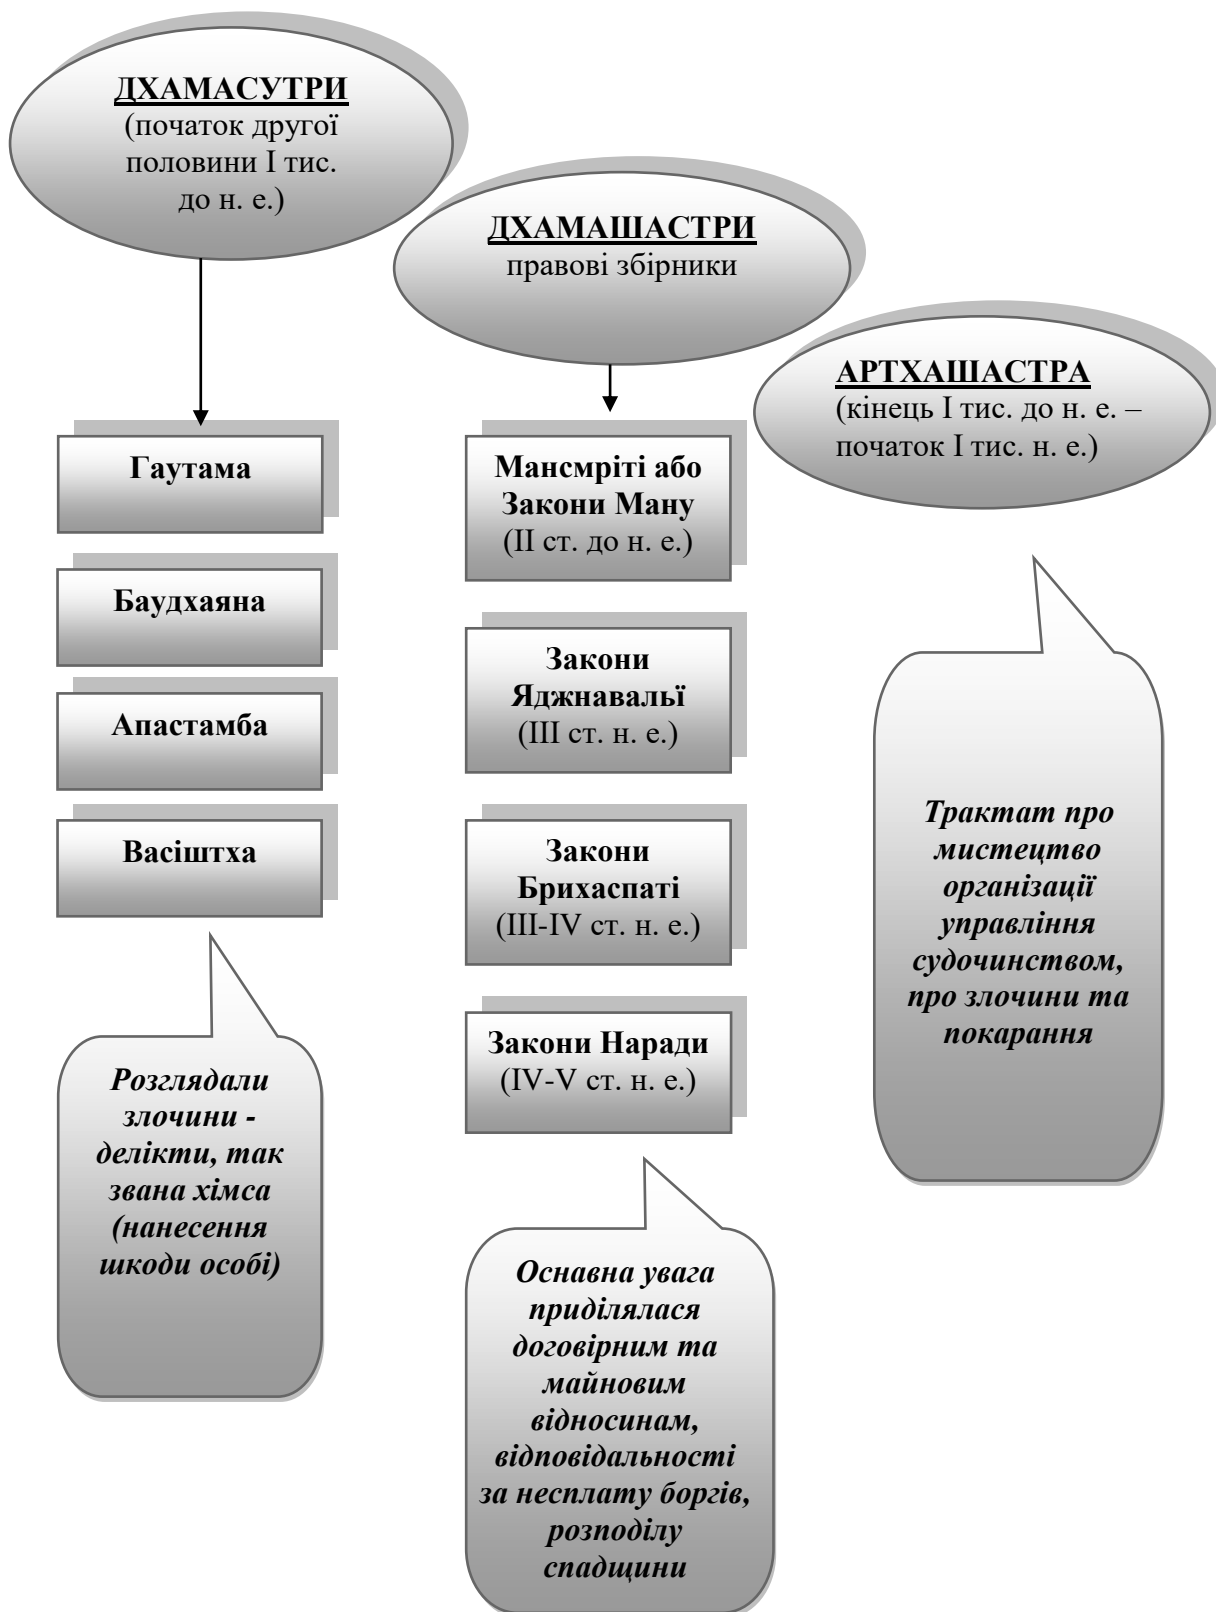 ДХАМАСУТРИ
(початок другої
половини І тис.
до н. е.)
Гаутама
Баудхаяна
Апастамба
Васіштха
Розглядали
злочини -
делікти, так
звана хімса
(нанесення
шкоди особі)
ДХАМАШАСТРИ
правові збірники
Мансмріті або
Закони Ману
(ІІ ст. до н. е.)
Закони
Яджнавальї
(ІІІ ст. н. е.)
Закони
Брихаспаті
(ІІІ-IV ст. н. е.)
Закони Наради
(IV-V ст. н. е.)
Оснавна увага
приділялася
договірним та
майновим
відносинам,
відповідальності
за несплату боргів,
розподілу
спадщини
АРТХАШАСТРА
(кінець І тис. до н. е. –
початок І тис. н. е.)
Трактат про
мистецтво
організації
управління
судочинством,
про злочини та
покарання